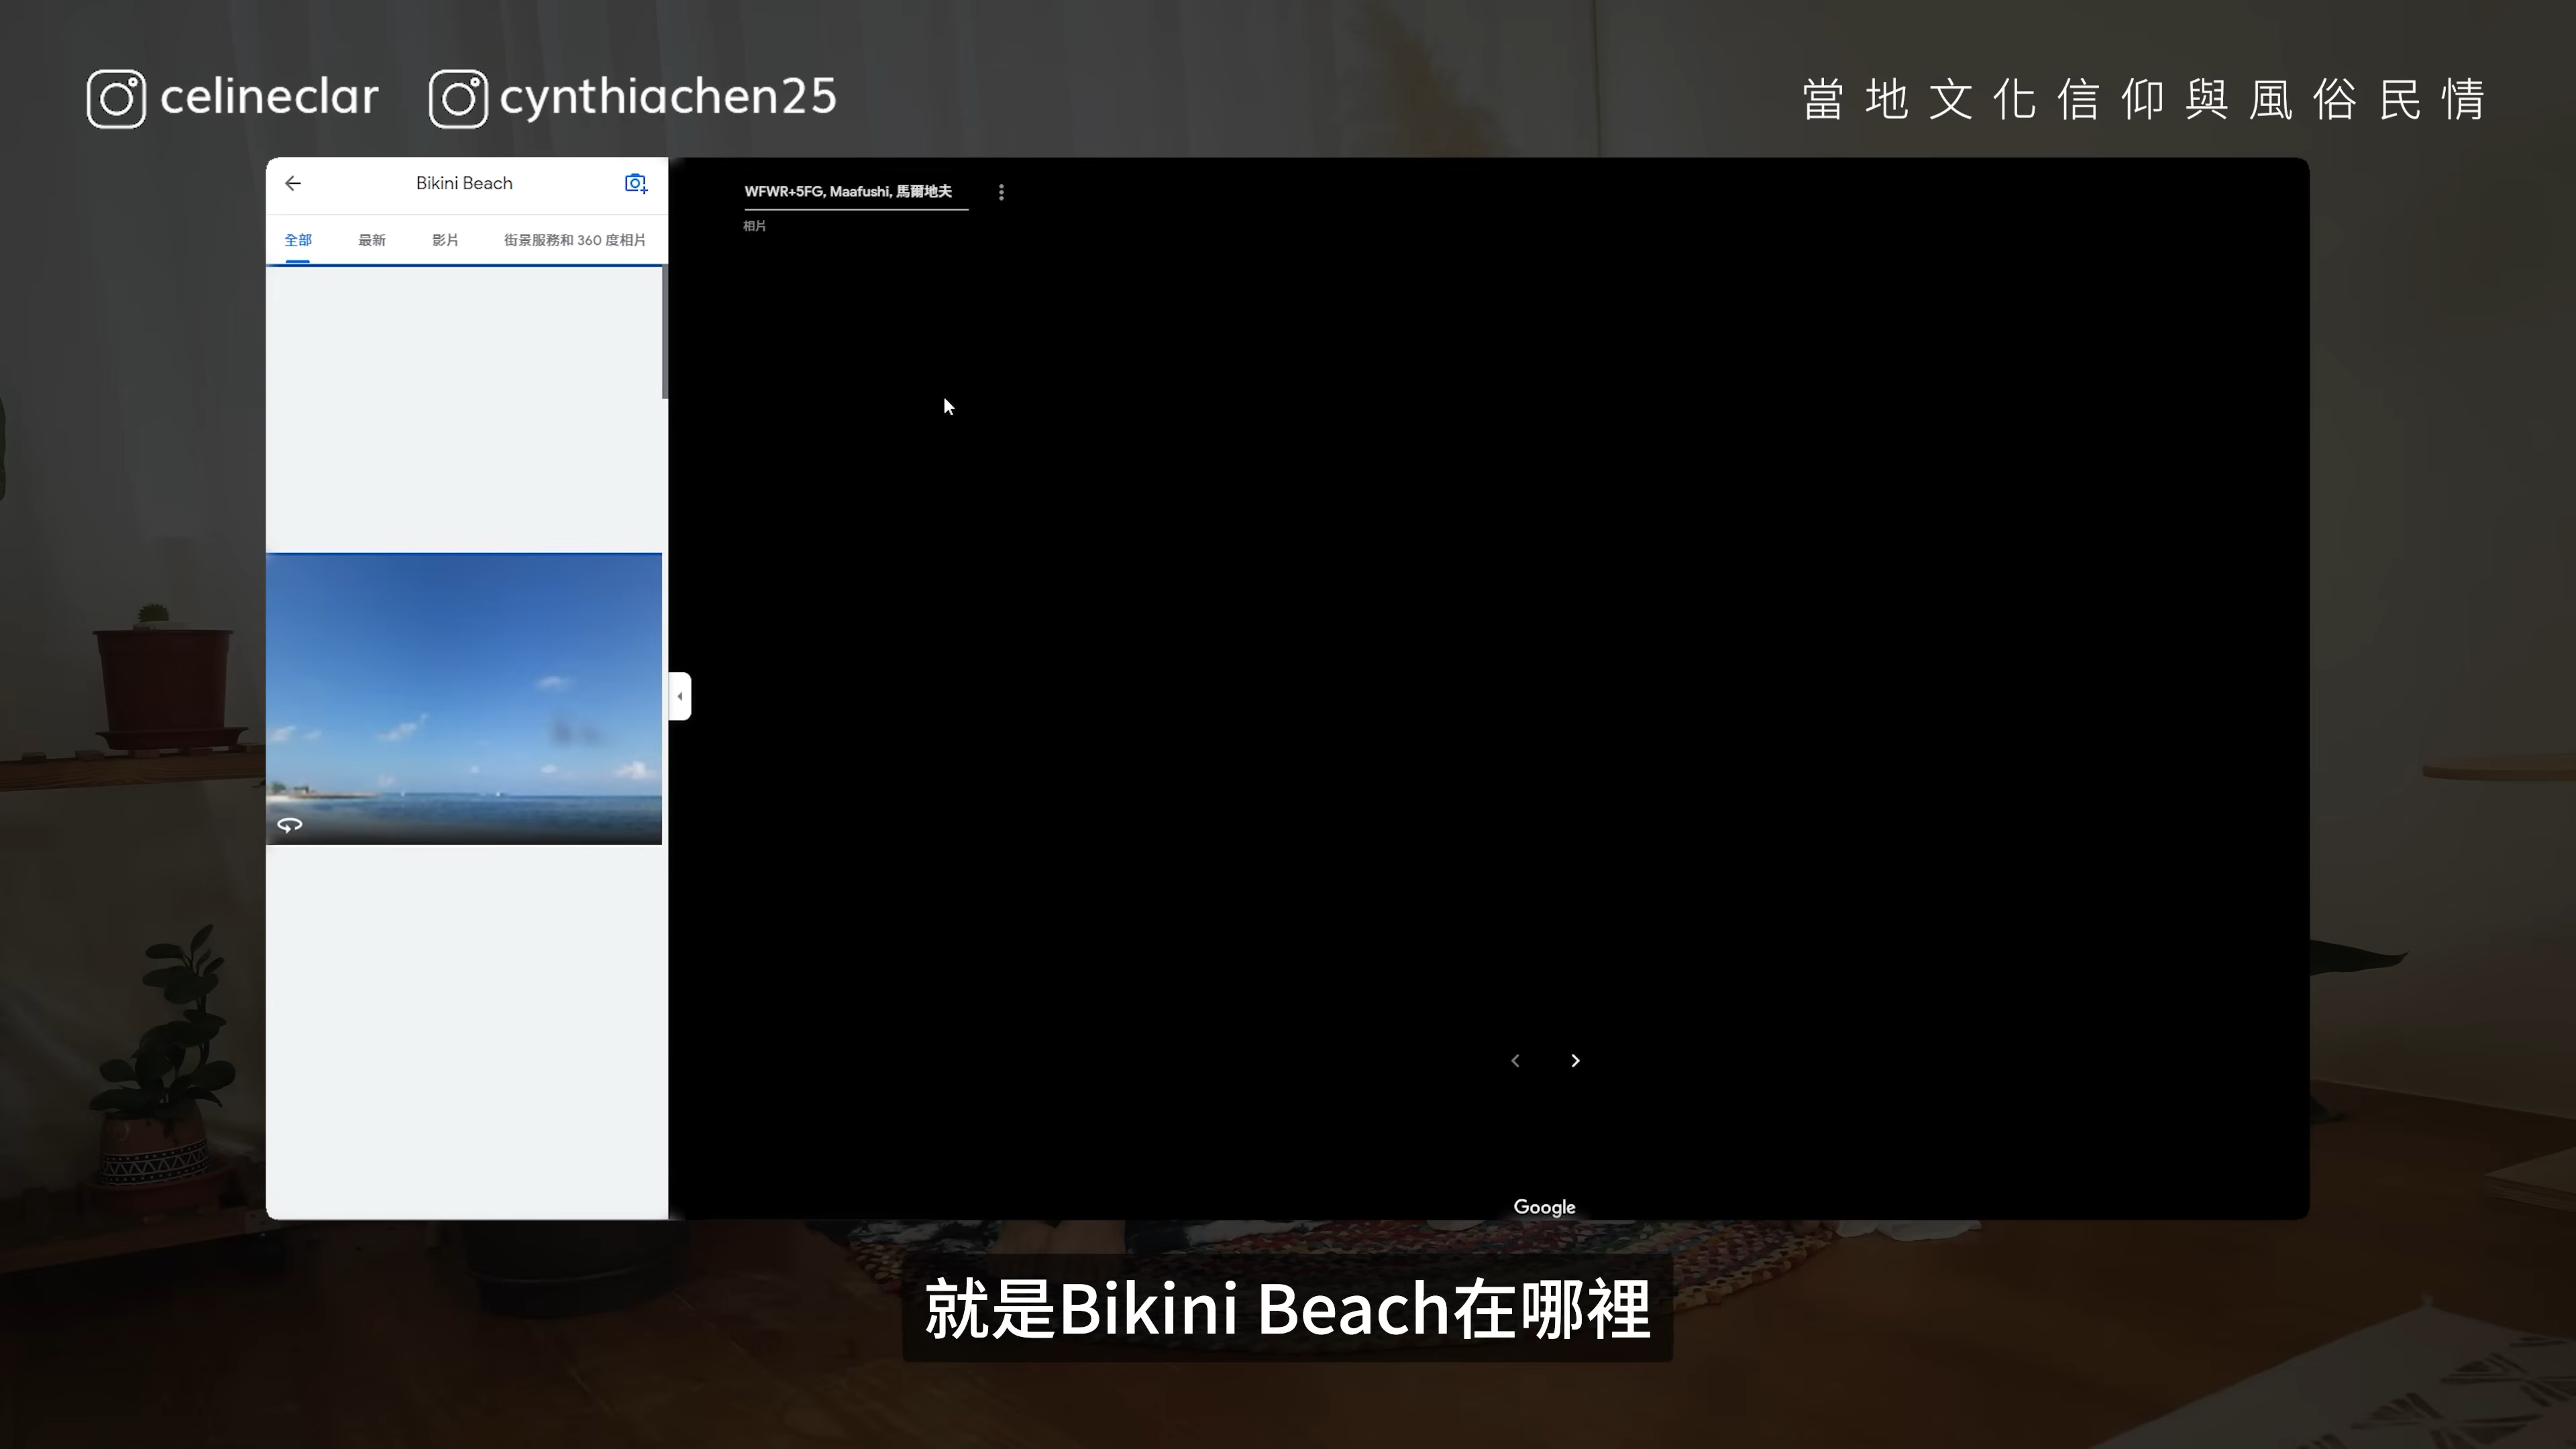 celineclar cynthiachen25
當地文化信仰與風俗民情
Bikini Beach
全部 最新 影片 街景服務和 360 度相片
WFWR+5FG, Maafushi, 馬爾地夫
相片
Google
就是Bikini Beach在哪裡